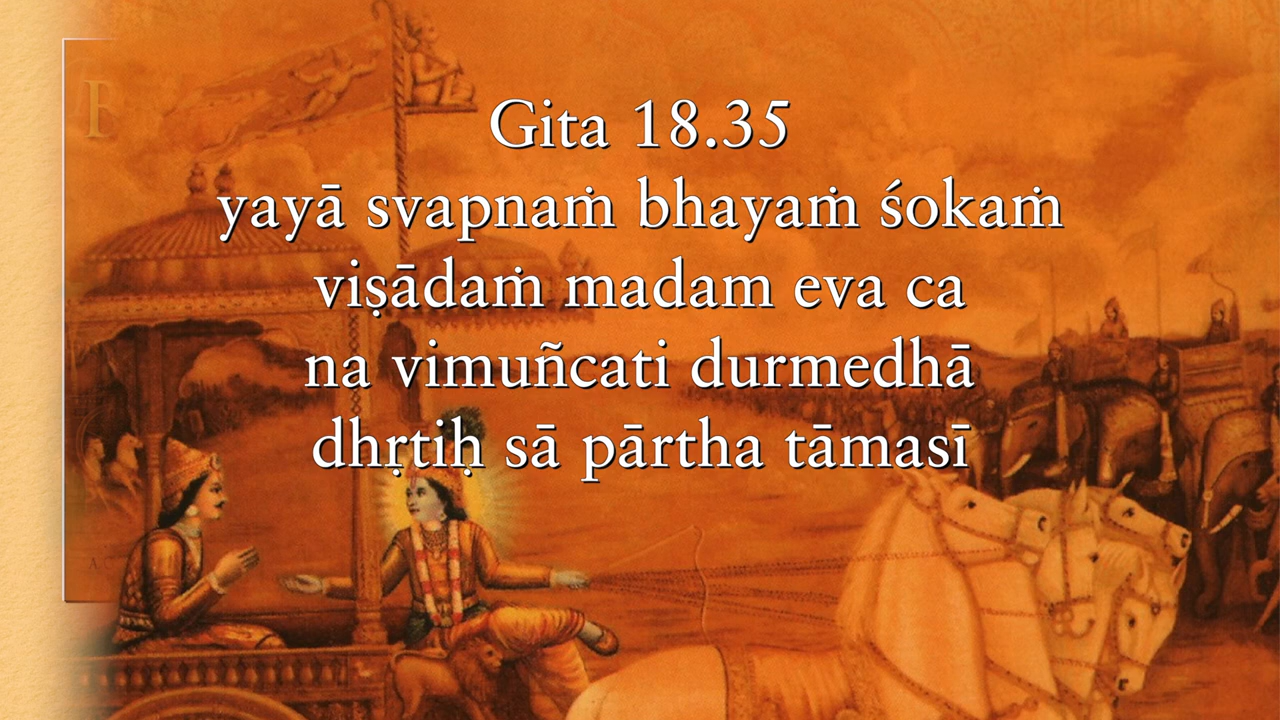 Gita 18.35
yayā svapnaṁ bhayaṁ śokaṁ
viṣādaṁ madam eva ca
na vimuñcati durmedhā
dhṛtiḥ sā pārtha tāmasī